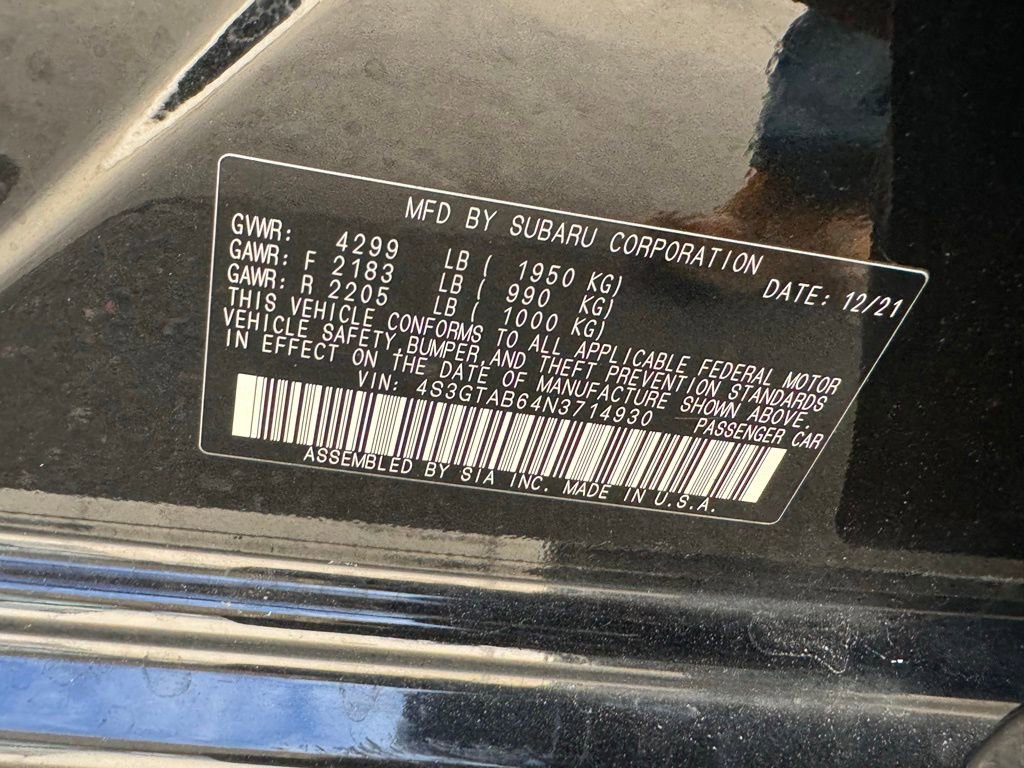 MFD BY SUBARU CORPORATION
DATE: 12/21
GVWR: 4299 LB ( 1950 KG)
GAWR: F 2183 LB ( 990 KG)
GAWR: R 2205 LB ( 1000 KG)
THIS VEHICLE CONFORMS TO ALL APPLICABLE FEDERAL MOTOR
VEHICLE SAFETY, BUMPER, AND THEFT PREVENTION STANDARDS
IN EFFECT ON THE DATE OF MANUFACTURE SHOWN ABOVE.
VIN: 4S3GTAB64N3714930 PASSENGER CAR
ASSEMBLED BY SIA INC. MADE IN U.S.A.